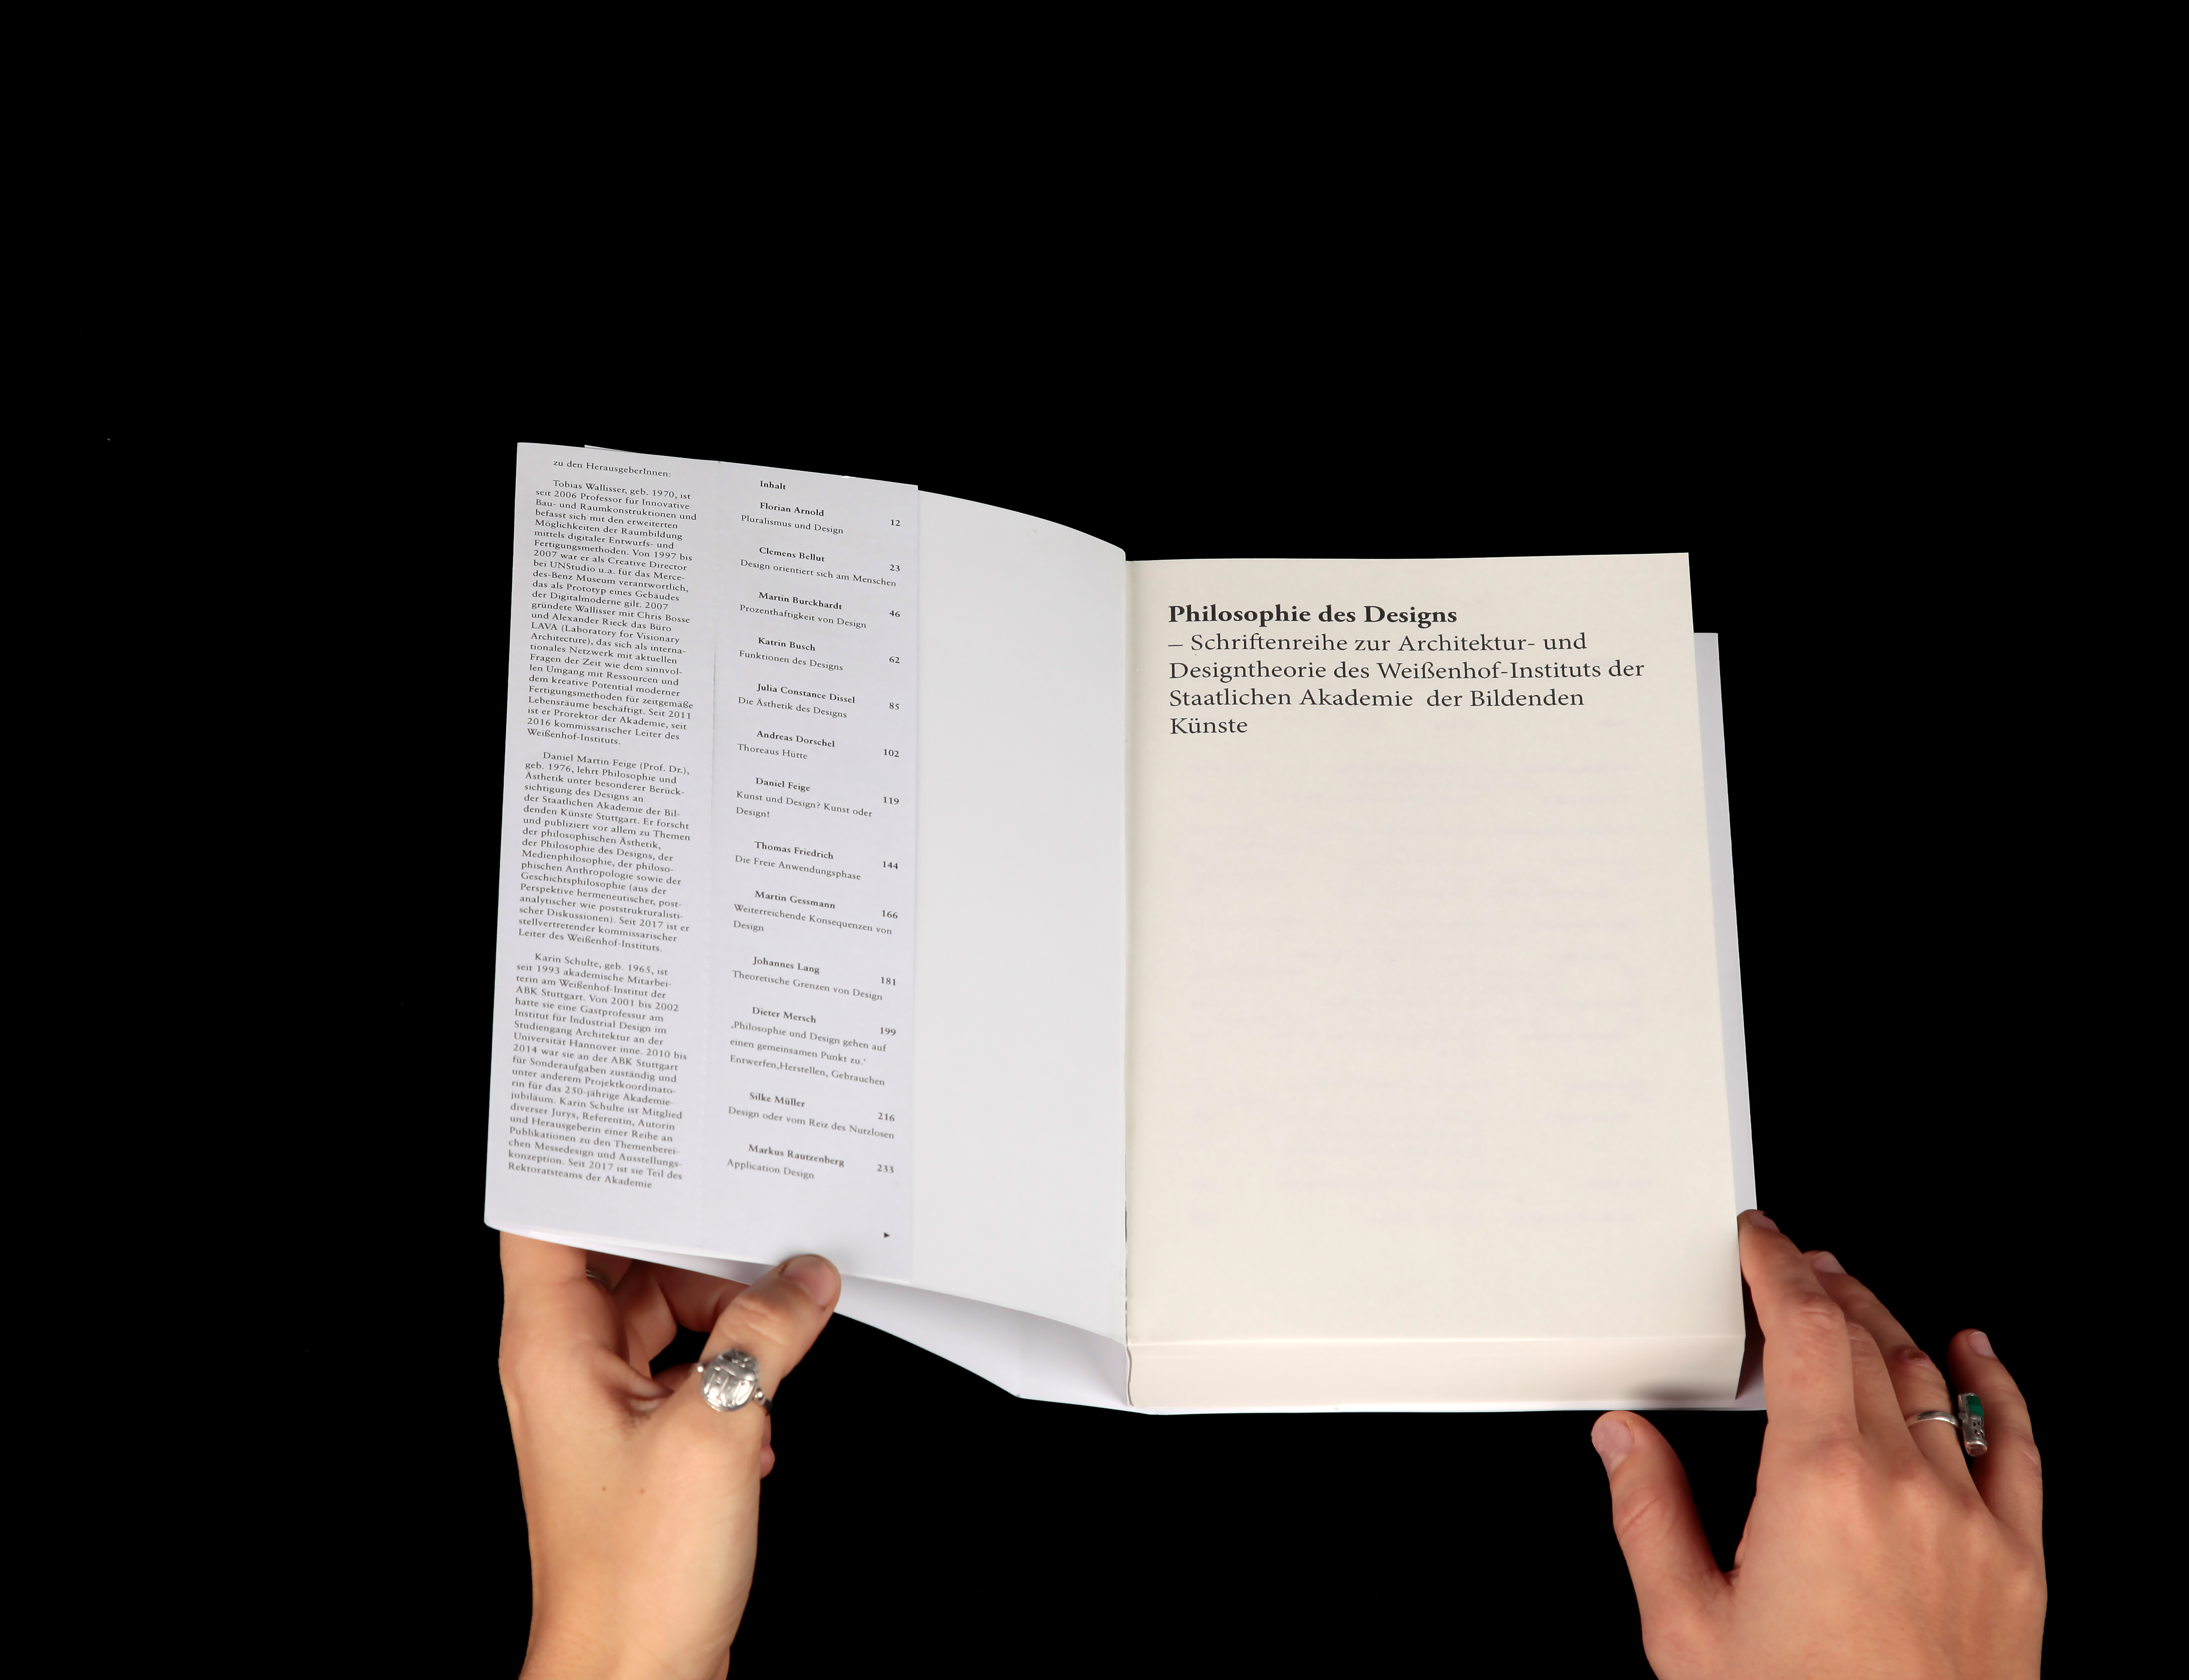 zu den HerausgeberInnen:
Tobias Wallisser, geb. 1970, ist
seit 2006 Professor für Innovative
Bau- und Raumkonstruktionen und
befasst sich mit den erweiterten
Möglichkeiten der Raumbildung
mittels digitaler Entwurfs- und
Fertigungsmethoden. Von 1997 bis
2007 war er als Creative Director
bei UNStudio u.a. für das Merce-
des-Benz Museum verantwortlich,
das als Prototyp eines Gebäudes
der Digitalmoderne gilt. 2007
gründete Wallisser mit Chris Bosse
und Alexander Rieck das Büro
LAVA (Laboratory for Visionary
Architecture), das sich als interna-
tionales Netzwerk mit aktuellen
Fragen der Zeit wie dem sinnvol-
len Umgang mit Ressourcen und
dem kreative Potential moderner
Fertigungsmethoden für zeitgemäße
Lebensräume beschäftigt. Seit 2011
ist er Prorektor der Akademie, seit
2016 kommissarischer Leiter des
Weißenhof-Instituts.
Daniel Martin Feige (Prof. Dr.),
geb. 1976, lehrt Philosophie und
Ästhetik unter besonderer Berück-
sichtigung des Designs an
der Staatlichen Akademie der Bil-
denden Künste Stuttgart. Er forscht
und publiziert vor allem zu Themen
der philosophischen Ästhetik,
der Philosophie des Designs, der
Medienphilosophie, der philoso-
phischen Anthropologie sowie der
Geschichtsphilosophie (aus der
Perspektive hermeneutischer, post-
analytischer wie poststrukturalisti-
scher Diskussionen). Seit 2017 ist er
stellvertretender kommissarischer
Leiter des Weißenhof-Instituts.
Karin Schulte, geb. 1965, ist
seit 1993 akademische Mitarbei-
terin am Weißenhof-Institut der
ABK Stuttgart. Von 2001 bis 2002
hatte sie eine Gastprofessur am
Institut für Industrial Design im
Studiengang Architektur an der
Universität Hannover inne. 2010 bis
2014 war sie an der ABK Stuttgart
für Sonderaufgaben zuständig und
unter anderem Projektkoordinato-
rin für das 250-jährige Akademie-
jubiläum. Karin Schulte ist Mitglied
diverser Jurys, Referentin, Autorin
und Herausgeberin einer Reihe an
Publikationen zu den Themenberei-
chen Messedesign und Ausstellungs-
konzeption. Seit 2017 ist sie Teil des
Rektoratsteams der Akademie
Inhalt
Florian Arnold 12
Pluralismus und Design
Clemens Bellut 23
Design orientiert sich am Menschen
Martin Burckhardt 46
Prozenthaftigkeit von Design
Katrin Busch 62
Funktionen des Designs
Julia Constance Dissel 85
Die Ästhetik des Designs
Andreas Dorschel 102
Thoreaus Hütte
Daniel Feige 119
Kunst und Design? Kunst oder
Design!
Thomas Friedrich 144
Die Freie Anwendungsphase
Martin Gessmann 166
Weiterreichende Konsequenzen von
Design
Johannes Lang 181
Theoretische Grenzen von Design
Dieter Mersch 199
‚Philosophie und Design gehen auf
einen gemeinsamen Punkt zu.‘
Entwerfen,Herstellen, Gebrauchen
Silke Müller 216
Design oder vom Reiz des Nutzlosen
Markus Rautzenberg 233
Application Design
Philosophie des Designs
– Schriftenreihe zur Architektur- und
Designtheorie des Weißenhof-Instituts der
Staatlichen Akademie der Bildenden
Künste